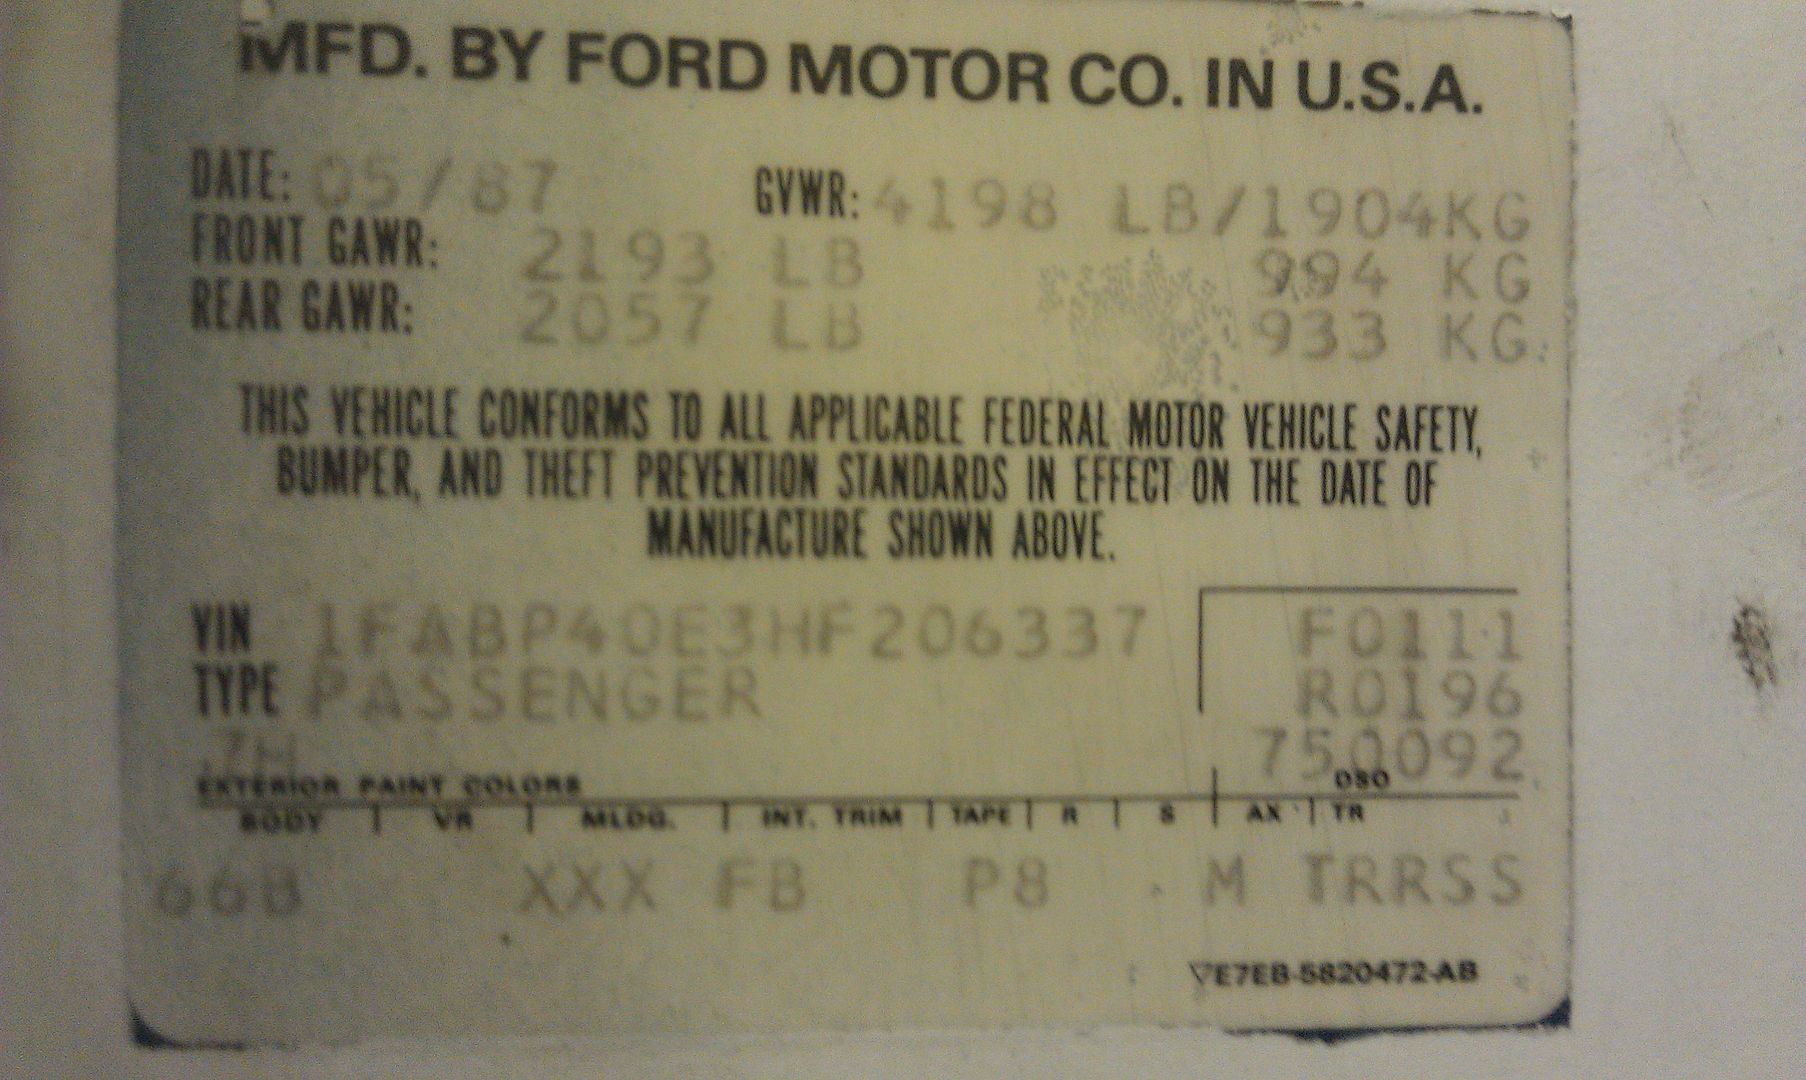 MFD. BY FORD MOTOR CO. IN U.S.A.
DATE: 05/87 GVWR: 4198 LB/1904KG
FRONT GAWR: 2193 LB 994 KG
REAR GAWR: 2057 LB 933 KG
THIS VEHICLE CONFORMS TO ALL APPLICABLE FEDERAL MOTOR VEHICLE SAFETY,
BUMPER, AND THEFT PREVENTION STANDARDS IN EFFECT ON THE DATE OF
MANUFACTURE SHOWN ABOVE.
VIN 1FABP40E3HF206337 F0111
TYPE PASSENGER R0196
7H 750092
EXTERIOR PAINT COLORS DSO
BODY | VR | MLDG. | INT. TRIM | TAPE | R | S | AX | TR
66B XXX FB P8 M TRRSS
▽E7EB-5820472-AB